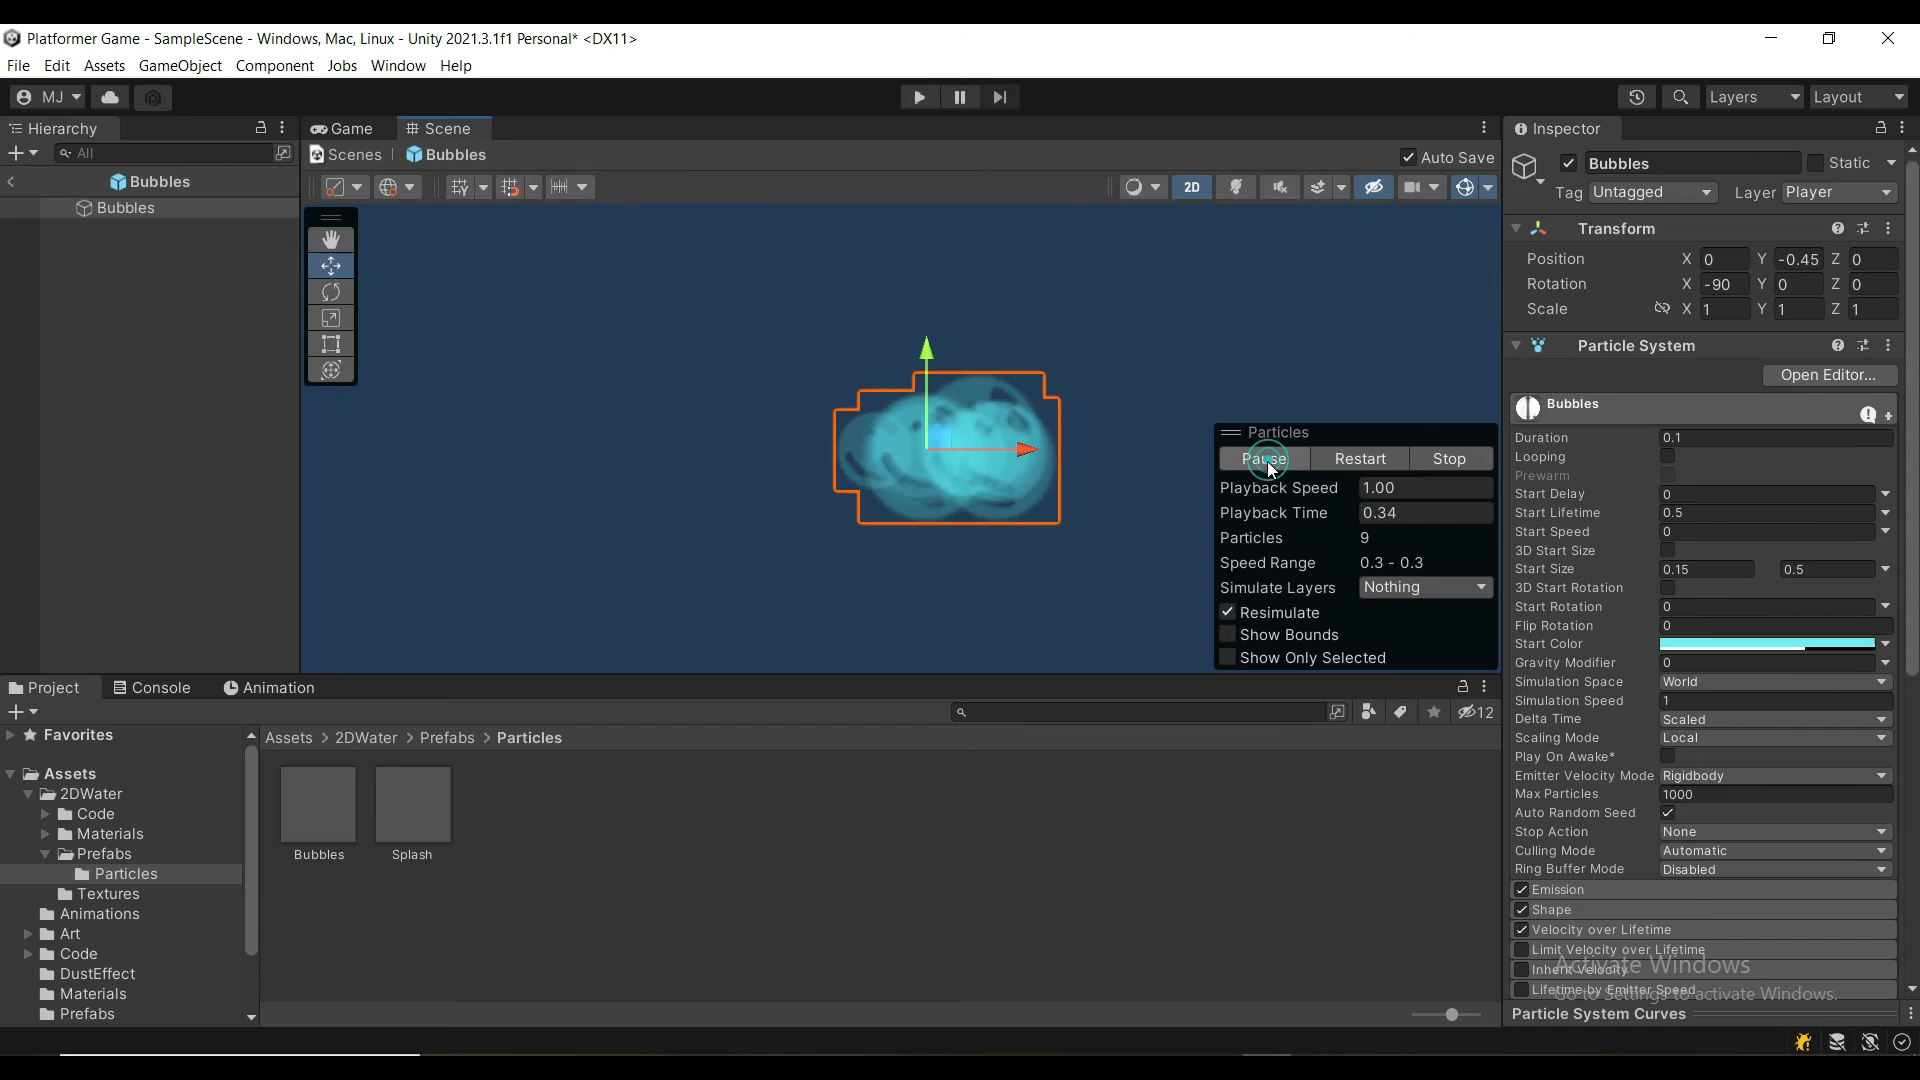 Platformer Game - SampleScene - Windows, Mac, Linux - Unity 2021.3.1f1 Personal* <DX11>
File Edit Assets GameObject Component Jobs Window Help
MJ Layers Layout
Hierarchy Game Scene Inspector
All Scenes Bubbles Auto Save Bubbles Static
Bubbles 2D Tag Untagged Layer Player
Bubbles
Transform
Position X 0 Y -0.45 Z 0
Rotation X -90 Y 0 Z 0
Scale X 1 Y 1 Z 1
Particle System
Open Editor...
Bubbles
Particles
Pause Restart Stop
Playback Speed 1.00
Playback Time 0.34
Particles 9
Speed Range 0.3 - 0.3
Simulate Layers Nothing
Resimulate
Show Bounds
Show Only Selected
Duration 0.1
Looping
Prewarm
Start Delay 0
Start Lifetime 0.5
Start Speed 0
3D Start Size
Start Size 0.15 0.5
3D Start Rotation
Start Rotation 0
Flip Rotation 0
Start Color
Gravity Modifier 0
Simulation Space World
Simulation Speed 1
Delta Time Scaled
Scaling Mode Local
Play On Awake*
Emitter Velocity Mode Rigidbody
Max Particles 1000
Auto Random Seed
Stop Action None
Culling Mode Automatic
Ring Buffer Mode Disabled
Emission
Shape
Velocity over Lifetime
Limit Velocity over Lifetime
Inherit Velocity
Lifetime by Emitter Speed
Activate Windows
Go to Settings to activate Windows.
Particle System Curves
Project Console Animation
12
Favorites
Assets > 2DWater > Prefabs > Particles
Assets
2DWater
Code
Materials
Prefabs
Particles
Textures
Animations
Art
Code
DustEffect
Materials
Prefabs
Bubbles Splash